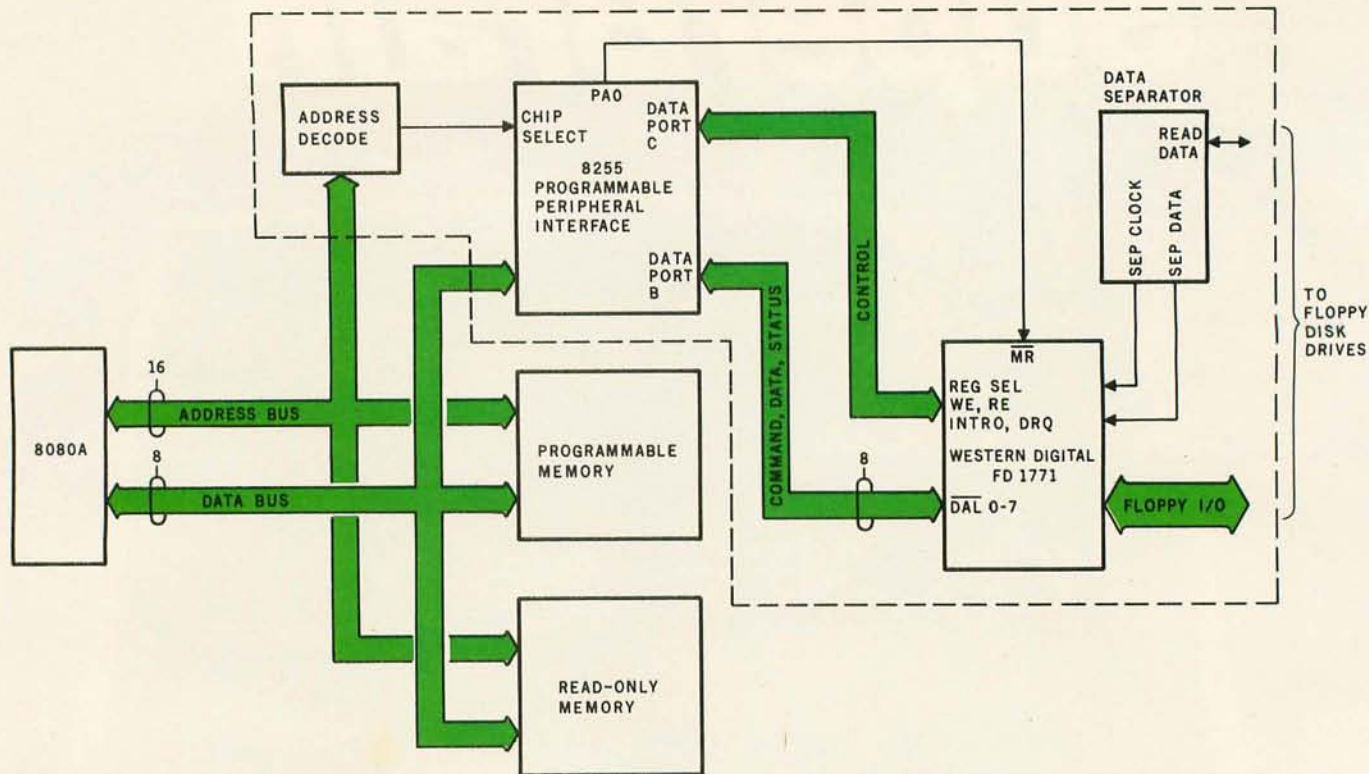 ADDRESS
DECODE
PA0
CHIP
SELECT
DATA
PORT
C
8255
PROGRAMMABLE
PERIPHERAL
INTERFACE
DATA
PORT
B
DATA
SEPARATOR
READ
DATA
SEP CLOCK
SEP DATA
TO
FLOPPY
DISK
DRIVES
CONTROL
COMMAND, DATA, STATUS
8
MR
REG SEL
WE, RE
INTRO, DRQ
WESTERN DIGITAL
FD 1771
DAL 0-7
FLOPPY I/O
8080A
16
ADDRESS BUS
8
DATA BUS
PROGRAMMABLE
MEMORY
READ-ONLY
MEMORY